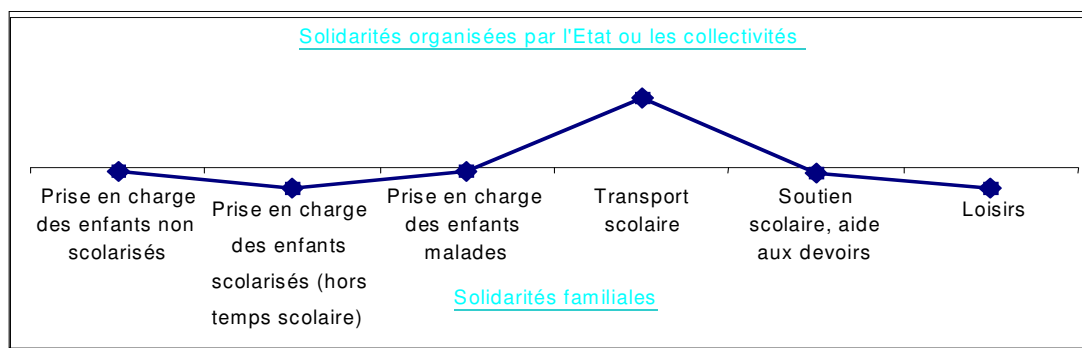 Solidarités organisées par l'Etat ou les collectivités
Prise en charge
des enfants non
scolarisés
Prise en charge
des enfants
scolarisés (hors
temps scolaire)
Prise en charge
des enfants
malades
Transport
scolaire
Soutien
scolaire, aide
aux devoirs
Loisirs
Solidarités familiales